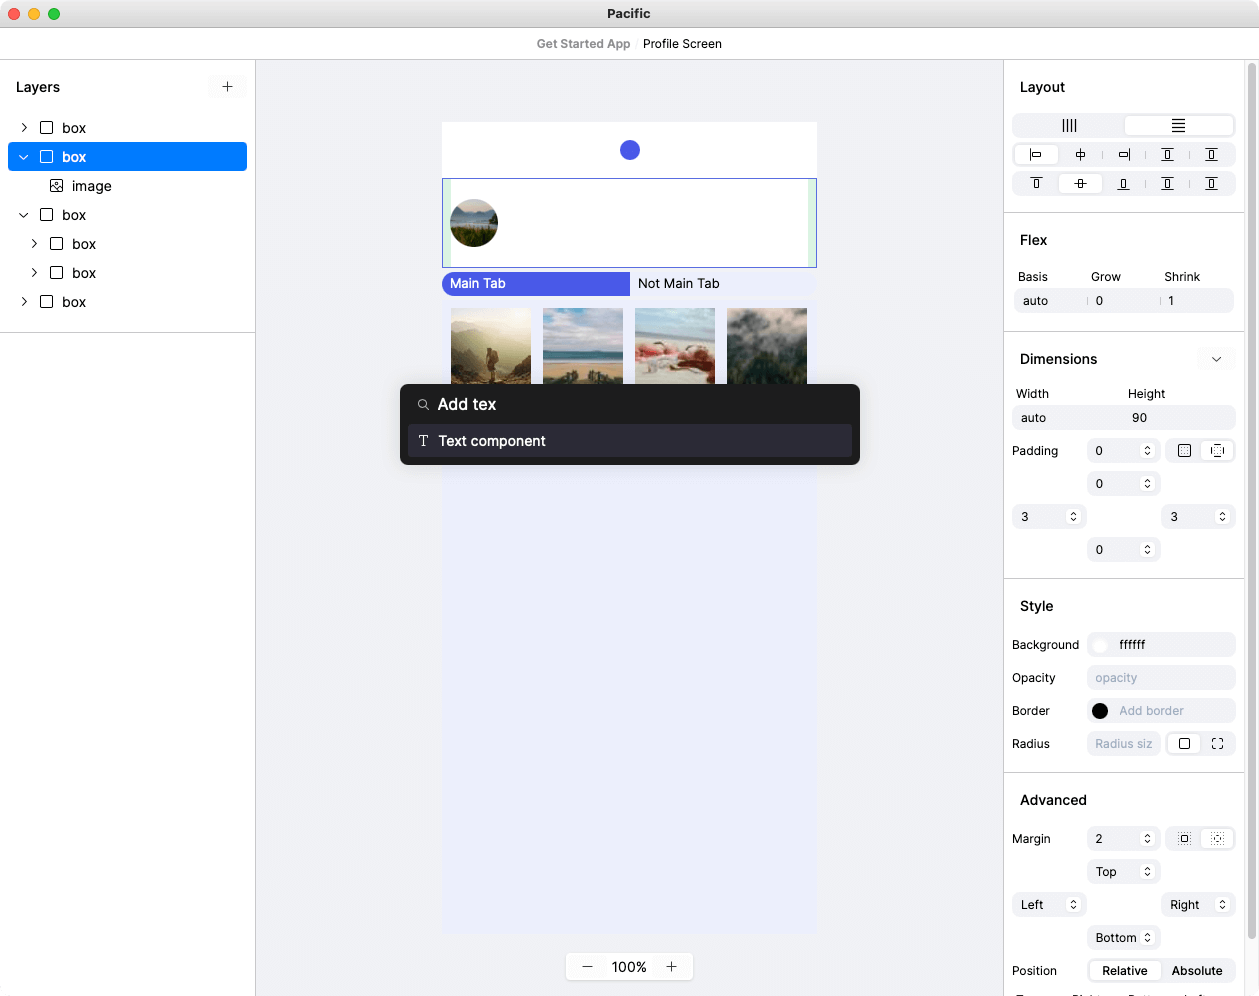 Pacific
Get Started App / Profile Screen
Layers
box
box
image
box
box
box
box
Main Tab
Not Main Tab
Add tex
Text component
100%
Layout
Flex
Basis Grow Shrink
auto 0 1
Dimensions
Width Height
auto 90
Padding 0
0
3 3
0
Style
Background ffffff
Opacity opacity
Border Add border
Radius Radius siz
Advanced
Margin 2
Top
Left Right
Bottom
Position Relative Absolute